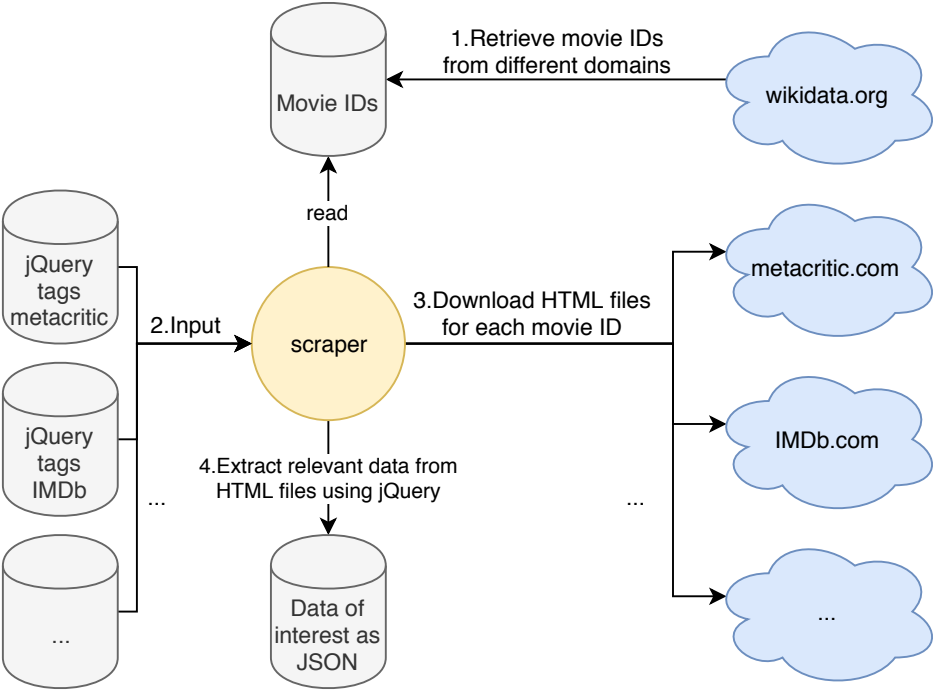 1.Retrieve movie IDs
from different domains
wikidata.org
Movie IDs
read
jQuery
tags
metacritic
2.Input
scraper
3.Download HTML files
for each movie ID
metacritic.com
jQuery
tags
IMDb
IMDb.com
4.Extract relevant data from
HTML files using jQuery
...
...
...
Data of
interest as
JSON
...